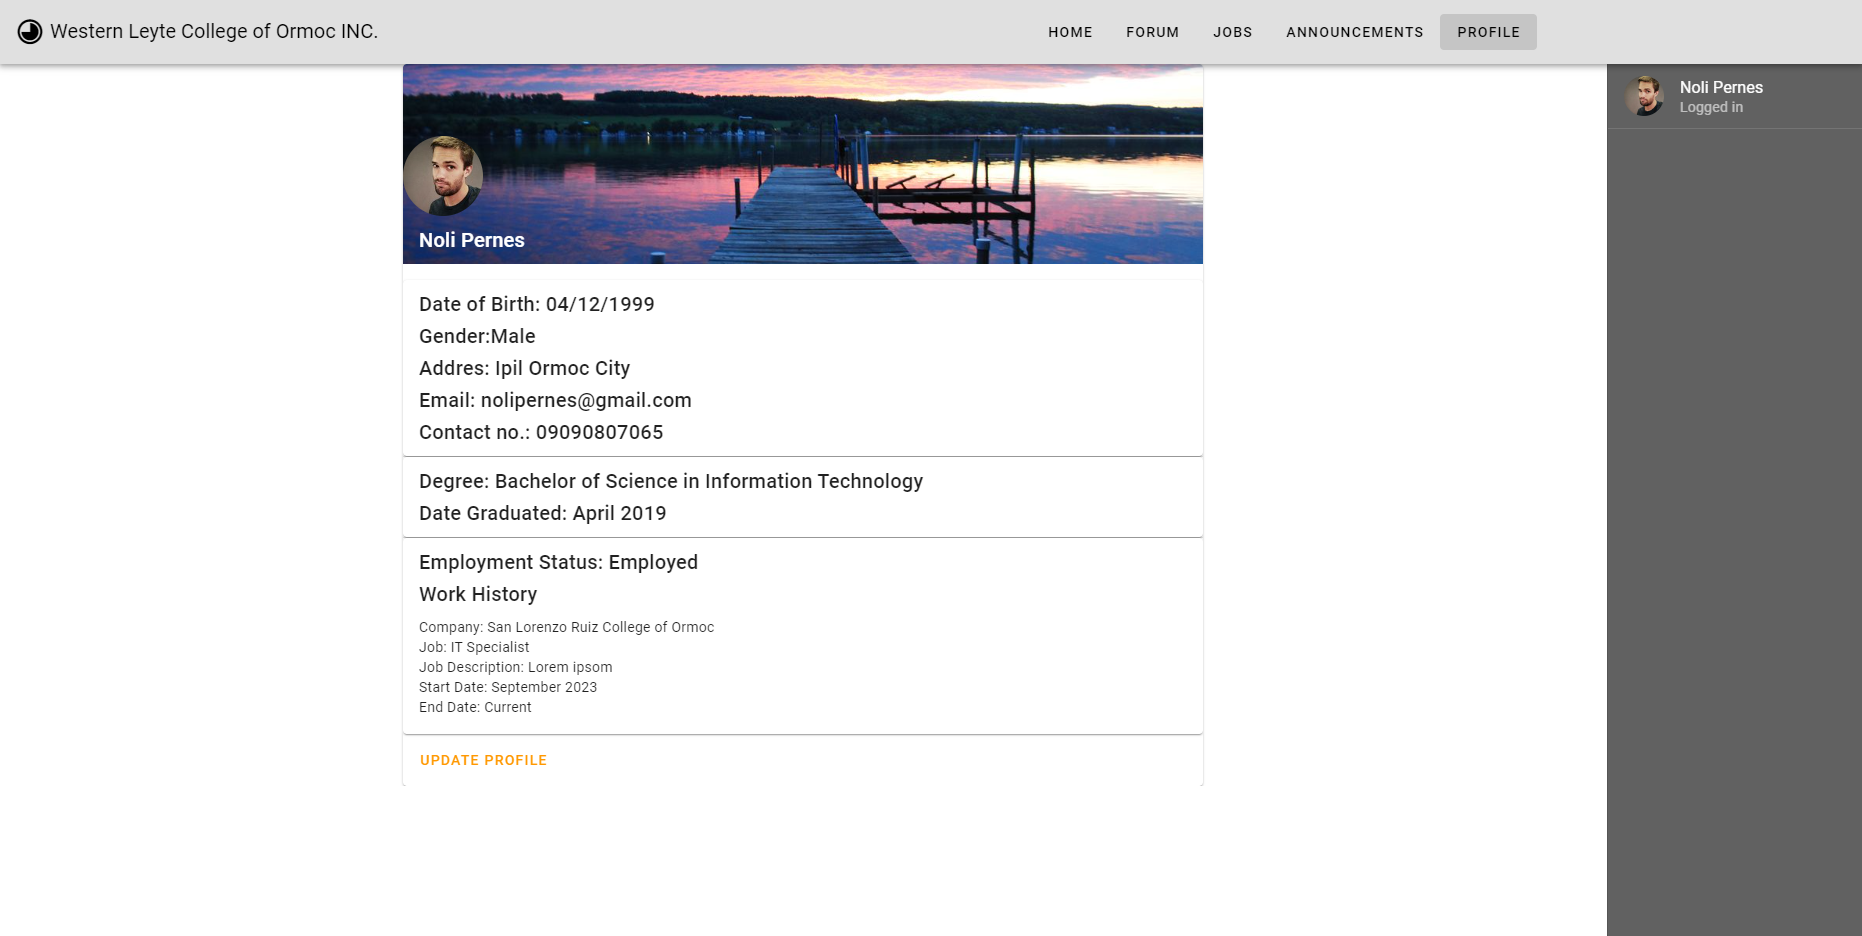 Western Leyte College of Ormoc INC.
HOME
FORUM
JOBS
ANNOUNCEMENTS
PROFILE
Noli Pernes
Logged in
Noli Pernes
Date of Birth: 04/12/1999
Gender:Male
Addres: Ipil Ormoc City
Email: nolipernes@gmail.com
Contact no.: 09090807065
Degree: Bachelor of Science in Information Technology
Date Graduated: April 2019
Employment Status: Employed
Work History
Company: San Lorenzo Ruiz College of Ormoc
Job: IT Specialist
Job Description: Lorem ipsom
Start Date: September 2023
End Date: Current
UPDATE PROFILE